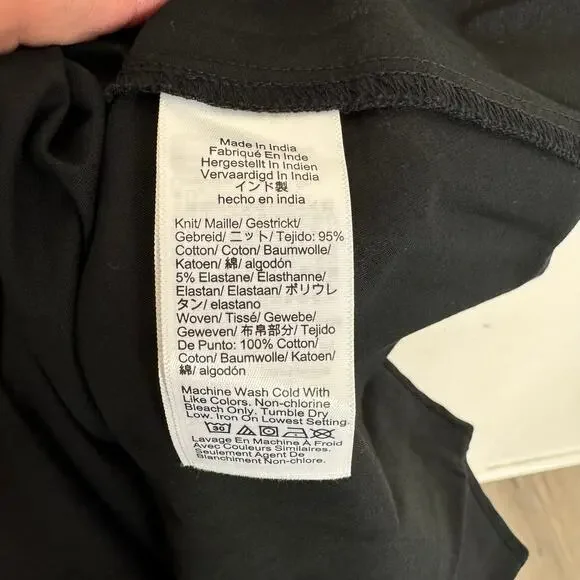 Made In India
Fabriqué En Inde
Hergestellt In Indien
Vervaardigd In India
インド製
hecho en india
Knit/ Maille/ Gestrickt/
Gebreid/ ニット/ Tejido: 95%
Cotton/ Coton/ Baumwolle/
Katoen/ 綿/ algodón
5% Elastane/ Élasthanne/
Elastan/ Elastaan/ ポリウレ
タン/ elastano
Woven/ Tissé/ Gewebe/
Geweven/ 布帛部分/ Tejido
De Punto: 100% Cotton/
Coton/ Baumwolle/ Katoen/
綿/ algodón
Machine Wash Cold With
Like Colors. Non-chlorine
Bleach Only. Tumble Dry
Low. Iron On Lowest Setting.
30
Lavage En Machine À Froid
Avec Couleurs Similaires.
Seulement Agent De
Blanchiment Non-chlore.